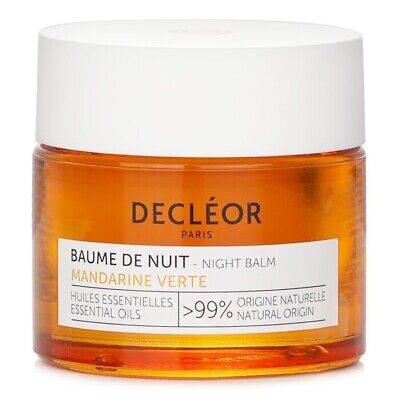 DECLÉOR
PARIS
BAUME DE NUIT - NIGHT BALM
MANDARINE VERTE
HUILES ESSENTIELLES
ESSENTIAL OILS
>99% ORIGINE NATURELLE
NATURAL ORIGIN